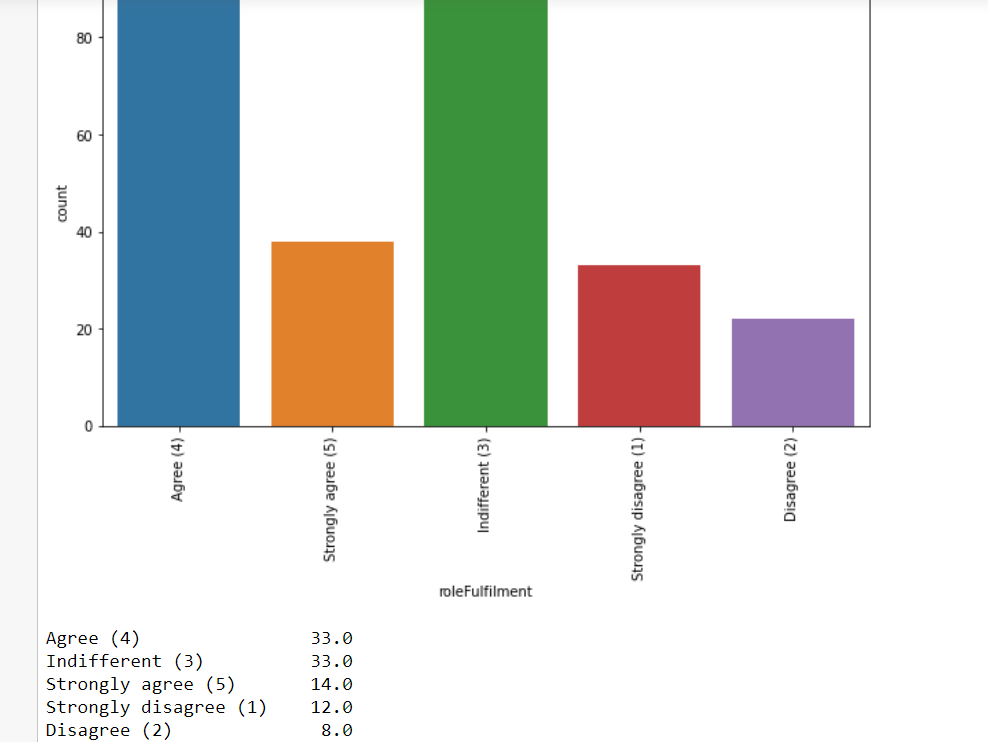 80
60
count
40
20
0
Agree (4)
Strongly agree (5)
Indifferent (3)
Strongly disagree (1)
Disagree (2)
roleFulfilment
Agree (4) 33.0
Indifferent (3) 33.0
Strongly agree (5) 14.0
Strongly disagree (1) 12.0
Disagree (2) 8.0